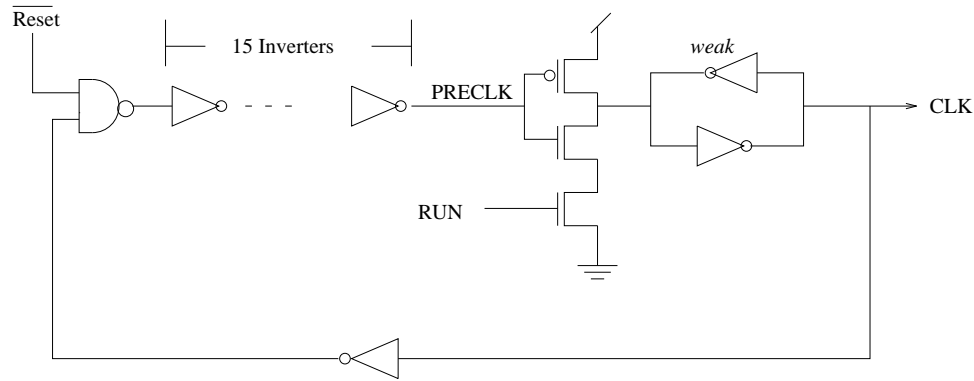 Reset
15 Inverters
weak
PRECLK
CLK
RUN